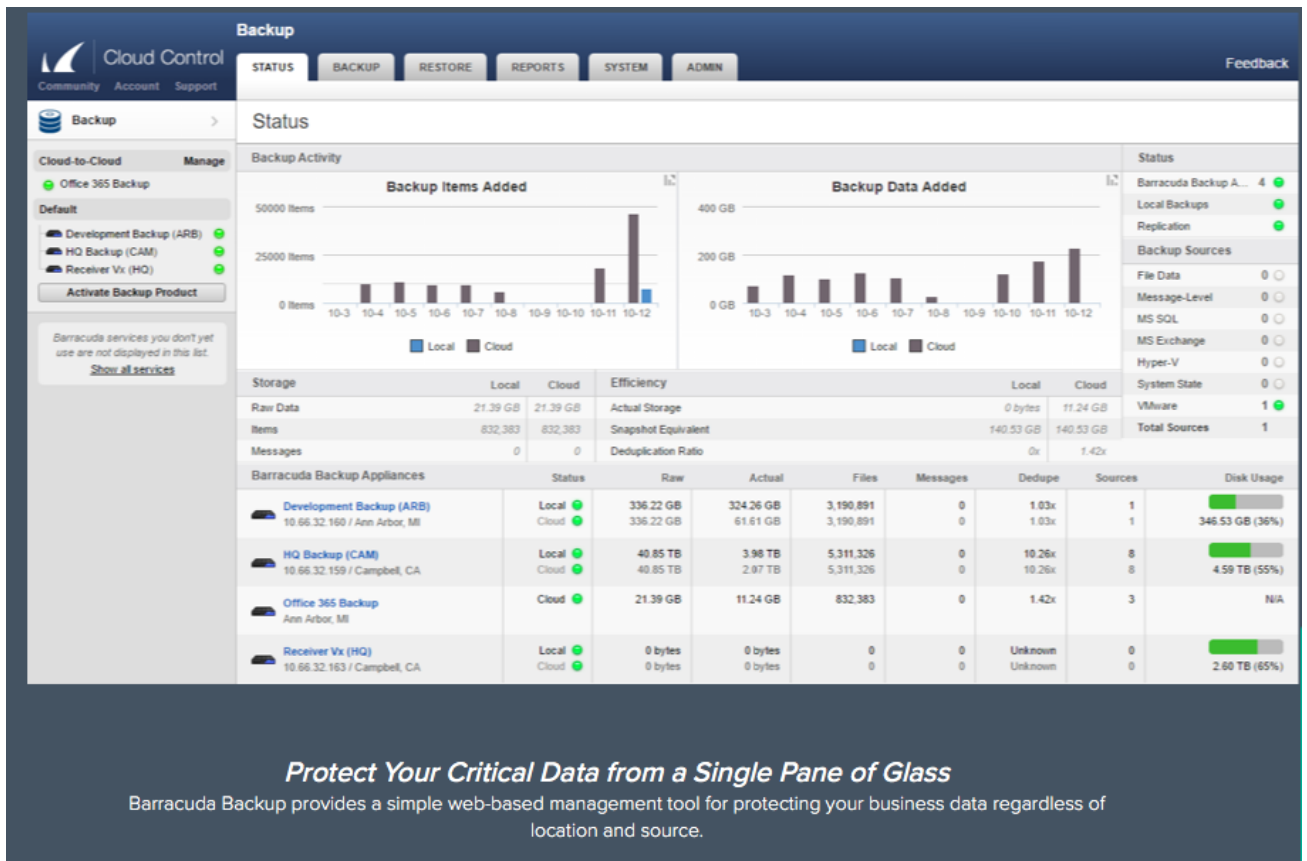 Backup
Cloud Control
Community Account Support
STATUS BACKUP RESTORE REPORTS SYSTEM ADMIN
Feedback
Backup
Cloud-to-Cloud Manage
Office 365 Backup
Default
Development Backup (ARB)
HQ Backup (CAM)
Receiver Vx (HQ)
Activate Backup Product
Barracuda services you don't yet
use are not displayed in this list.
Show all services
Status
Backup Activity
Backup Items Added
50000 Items
25000 Items
0 Items
10-3 10-4 10-5 10-6 10-7 10-8 10-9 10-10 10-11 10-12
Local Cloud
Backup Data Added
400 GB
200 GB
0 GB
10-3 10-4 10-5 10-6 10-7 10-8 10-9 10-10 10-11 10-12
Local Cloud
Status
Barracuda Backup A... 4
Local Backups
Replication
Backup Sources
File Data 0
Message-Level 0
MS SQL 0
MS Exchange 0
Hyper-V 0
System State 0
VMware 1
Total Sources 1
Storage Local Cloud
Raw Data 21.39 GB 21.39 GB
Items 832,383 832,383
Messages 0 0
Efficiency Local Cloud
Actual Storage 0 bytes 11.24 GB
Snapshot Equivalent 140.53 GB 140.53 GB
Deduplication Ratio 0x 1.42x
Barracuda Backup Appliances Status Raw Actual Files Messages Dedupe Sources Disk Usage
Development Backup (ARB) Local 336.22 GB 324.26 GB 3,190,891 0 1.03x 1
10.66.32.160 / Ann Arbor, MI Cloud 336.22 GB 61.61 GB 3,190,891 0 1.03x 1 346.53 GB (36%)
HQ Backup (CAM) Local 40.85 TB 3.98 TB 5,311,326 0 10.26x 8
10.66.32.159 / Campbell, CA Cloud 40.85 TB 2.07 TB 5,311,326 0 10.26x 8 4.59 TB (55%)
Office 365 Backup Cloud 21.39 GB 11.24 GB 832,383 0 1.42x 3 N/A
Ann Arbor, MI
Receiver Vx (HQ) Local 0 bytes 0 bytes 0 0 Unknown 0
10.66.32.163 / Campbell, CA Cloud 0 bytes 0 bytes 0 0 Unknown 0 2.60 TB (65%)
Protect Your Critical Data from a Single Pane of Glass
Barracuda Backup provides a simple web-based management tool for protecting your business data regardless of
location and source.